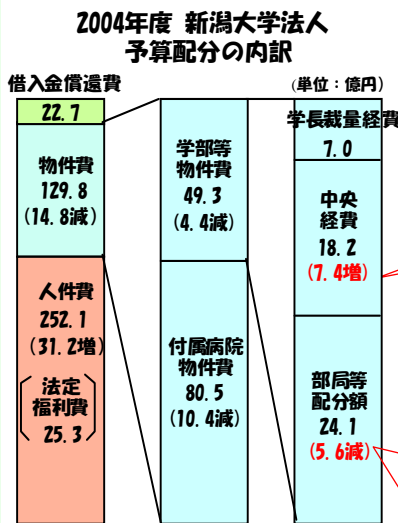 2004年度 新潟大学法人
予算配分の内訳
借入金償還費
(単位：億円)
22.7
物件費
129.8
(14.8減)
人件費
252.1
(31.2増)
法定
福利費
25.3
学部等
物件費
49.3
(4.4減)
付属病院
物件費
80.5
(10.4減)
学長裁量経費
7.0
中央
経費
18.2
(7.4増)
部局等
配分額
24.1
(5.6減)